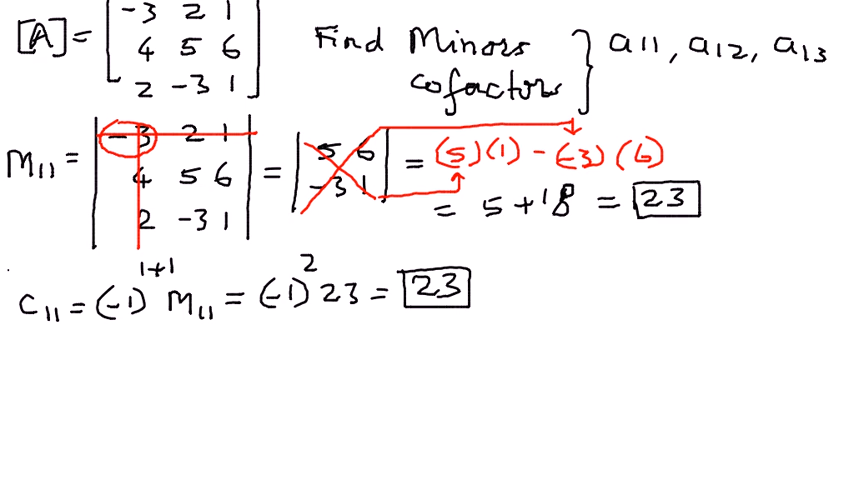 [A] = [-3 2 1
4 5 6
2 -3 1]
Find Minors
cofactors } a11, a12, a13
M11 = |-3 2 1
4 5 6
2 -3 1| = |5 6
-3 1| = (5)(1) - (-3)(6)
= 5 + 18 = 23
C11 = (-1)^1+1 M11 = (-1)^2 23 = 23